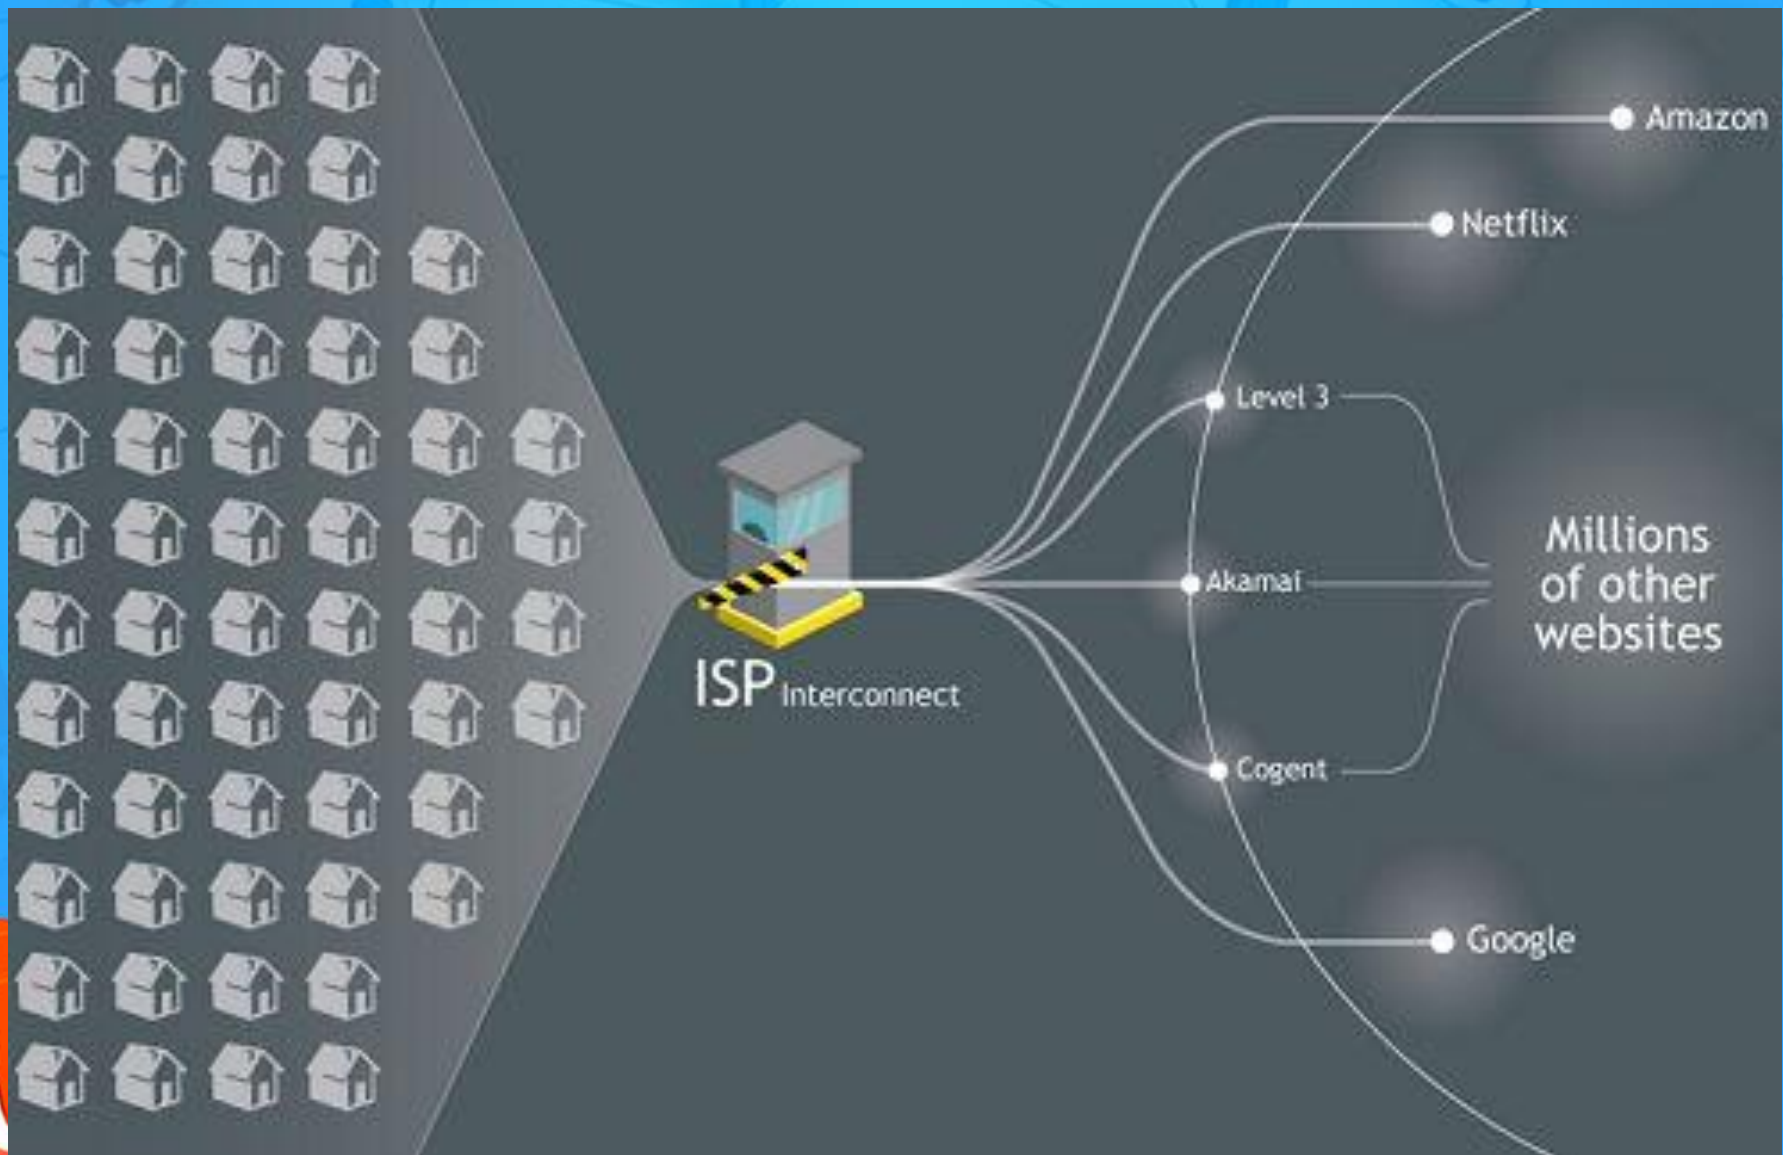 Amazon
Netflix
Level 3
Millions
of other
websites
Akamai
ISP Interconnect
Cogent
Google